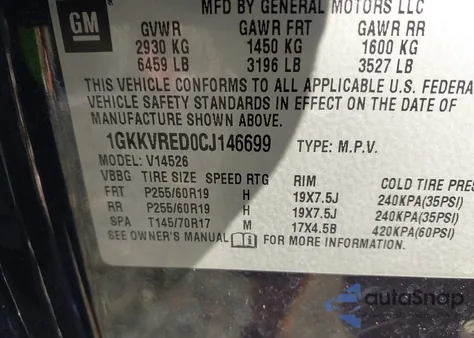 MFD BY GENERAL MOTORS LLC
GM
GVWR GAWR FRT GAWR RR
2930 KG 1450 KG 1600 KG
6459 LB 3196 LB 3527 LB
THIS VEHICLE CONFORMS TO ALL APPLICABLE U.S. FEDERA
VEHICLE SAFETY STANDARDS IN EFFECT ON THE DATE OF
MANUFACTURE SHOWN ABOVE.
1GKKVRED0CJ146699 TYPE: M.P.V.
MODEL: V14526
VBBG TIRE SIZE SPEED RTG RIM COLD TIRE PRES
FRT P255/60R19 H 19X7.5J 240KPA(35PSI)
RR P255/60R19 H 19X7.5J 240KPA(35PSI)
SPA T145/70R17 M 17X4.5B 420KPA(60PSI)
SEE OWNER'S MANUAL FOR MORE INFORMATION.
autoSnap